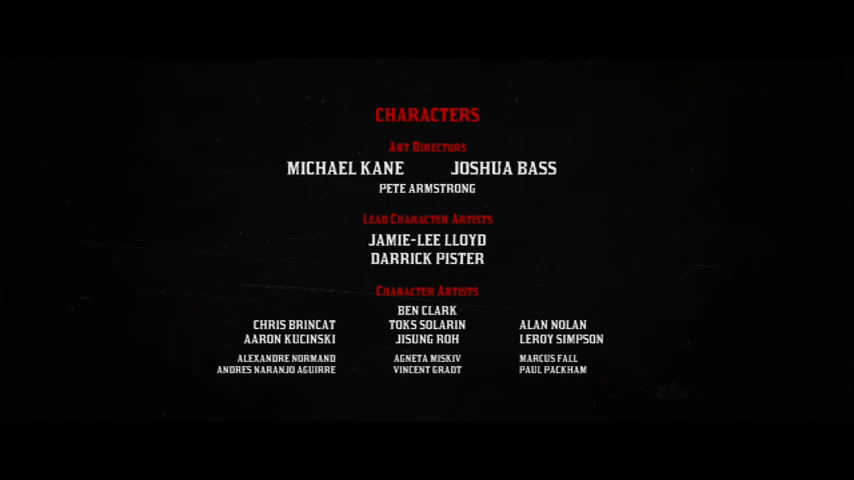 CHARACTERS
ART DIRECTORS
MICHAEL KANE JOSHUA BASS
PETE ARMSTRONG
LEAD CHARACTER ARTISTS
JAMIE-LEE LLOYD
DARRICK PISTER
CHARACTER ARTISTS
BEN CLARK
CHRIS BRINCAT TOKS SOLARIN ALAN NOLAN
AARON KUCINSKI JISUNG ROH LEROY SIMPSON
ALEXANDRE NORMAND AGNETA MISKIV MARCUS FALL
ANDRES NARANJO AGUIRRE VINCENT GRADT PAUL PACKHAM